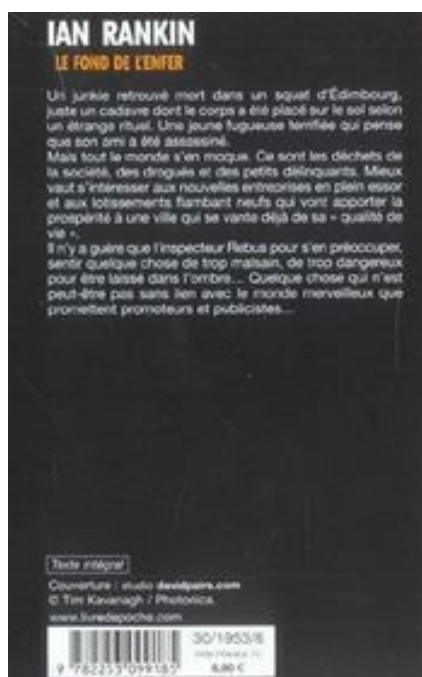 IAN RANKIN
LE FOND DE L'ENFER
Un junkie retrouvé mort dans un squat d'Édimbourg,
juste un cadavre dont le corps a été placé sur le sol selon
un étrange rituel. Une jeune fugueuse terrifiée qui pense
que son ami a été assassiné.
Mais tout le monde s'en moque. Ce sont les déchets de
la société, des drogués et des petits délinquants. Mieux
vaut s'intéresser aux nouvelles entreprises en plein essor
et aux lotissements flambant neufs qui vont apporter la
prospérité à une ville qui se vante déjà de sa « qualité de
vie ».
Il n'y a guère que l'inspecteur Rebus pour s'en préoccuper,
sentir quelque chose de trop malsain, de trop dangereux
pour être laissé dans l'ombre... Quelque chose qui n'est
peut-être pas sans lien avec le monde merveilleux que
promettent promoteurs et publicistes...
Texte intégral
Couverture : studio davidpairs.com
© Tim Kavanagh / Photonica.
www.livredepoche.com
30/1953/6
6,00 €
9 782253 099185